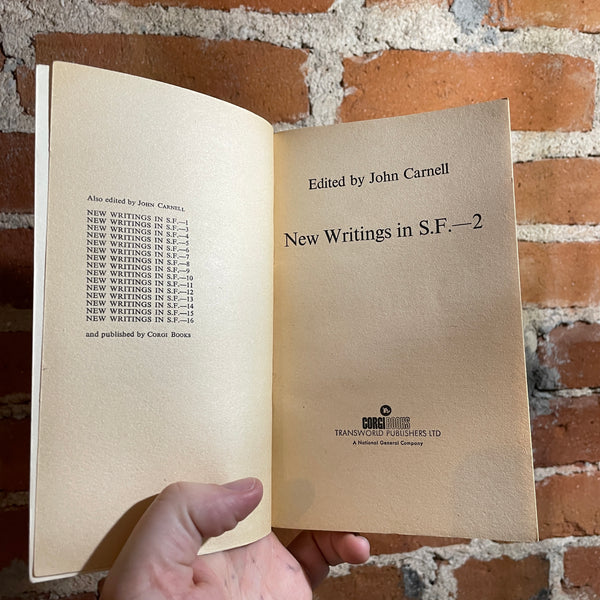 Also edited by JOHN CARNELL
NEW WRITINGS IN S.F.—1
NEW WRITINGS IN S.F.—3
NEW WRITINGS IN S.F.—4
NEW WRITINGS IN S.F.—5
NEW WRITINGS IN S.F.—6
NEW WRITINGS IN S.F.—7
NEW WRITINGS IN S.F.—8
NEW WRITINGS IN S.F.—9
NEW WRITINGS IN S.F.—10
NEW WRITINGS IN S.F.—11
NEW WRITINGS IN S.F.—12
NEW WRITINGS IN S.F.—13
NEW WRITINGS IN S.F.—14
NEW WRITINGS IN S.F.—15
NEW WRITINGS IN S.F.—16
and published by CORGI BOOKS
Edited by John Carnell
New Writings in S.F.—2
CORGI BOOKS
TRANSWORLD PUBLISHERS LTD
A National General Company